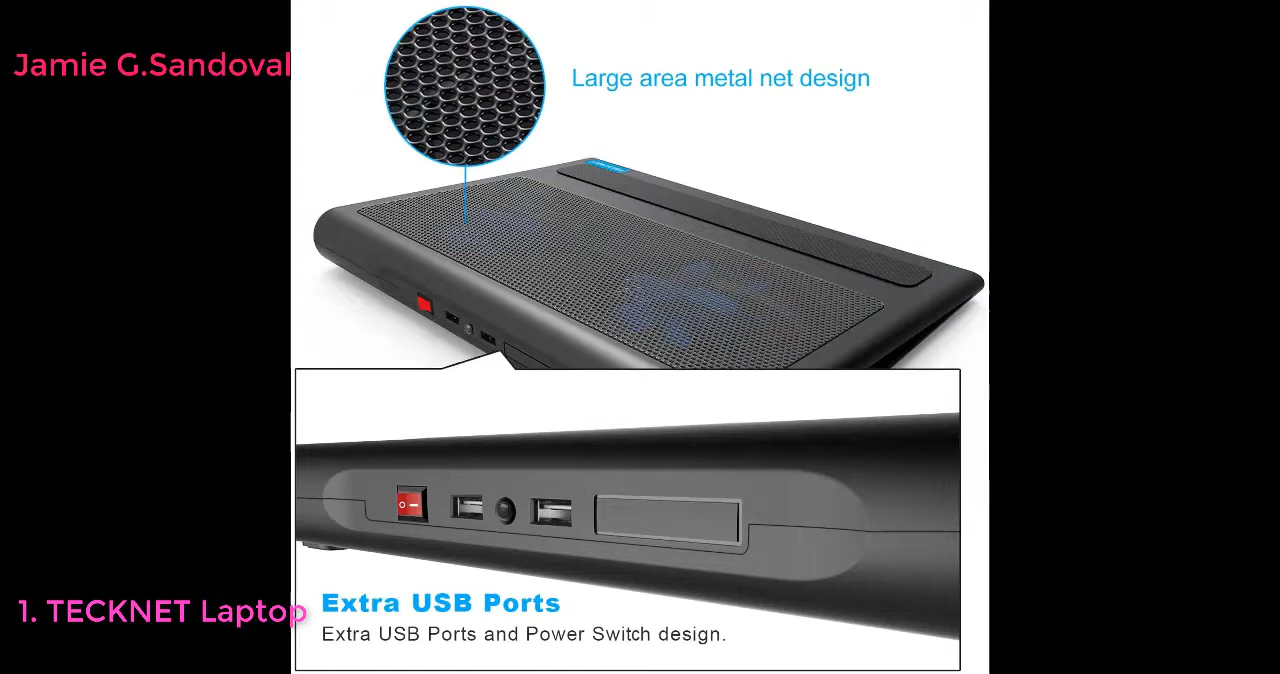 Jamie G.Sandoval
Large area metal net design
1. TECKNET Laptop
Extra USB Ports
Extra USB Ports and Power Switch design.